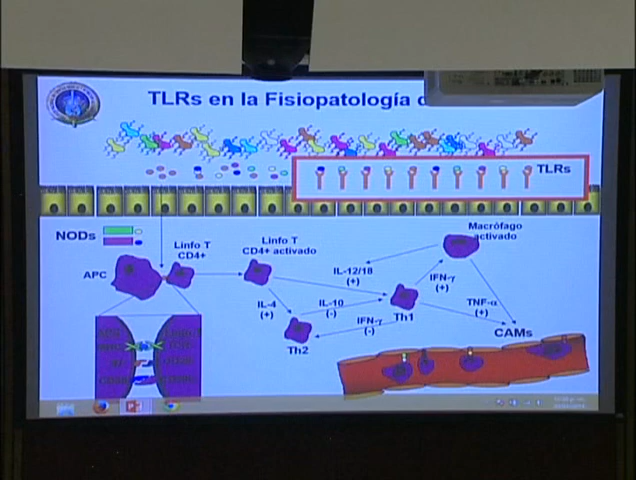 TLRs en la Fisiopatología
TLRs
NODs
Macrófago
activado
Linfo T
CD4+
Linfo T
CD4+ activado
APC
IL-12/18
(+)
IFN-γ
(+)
IL-4
(+)
IL-10
(-)
Th1
TNF-α
(+)
IFN-γ
(-)
Th2
CAMs